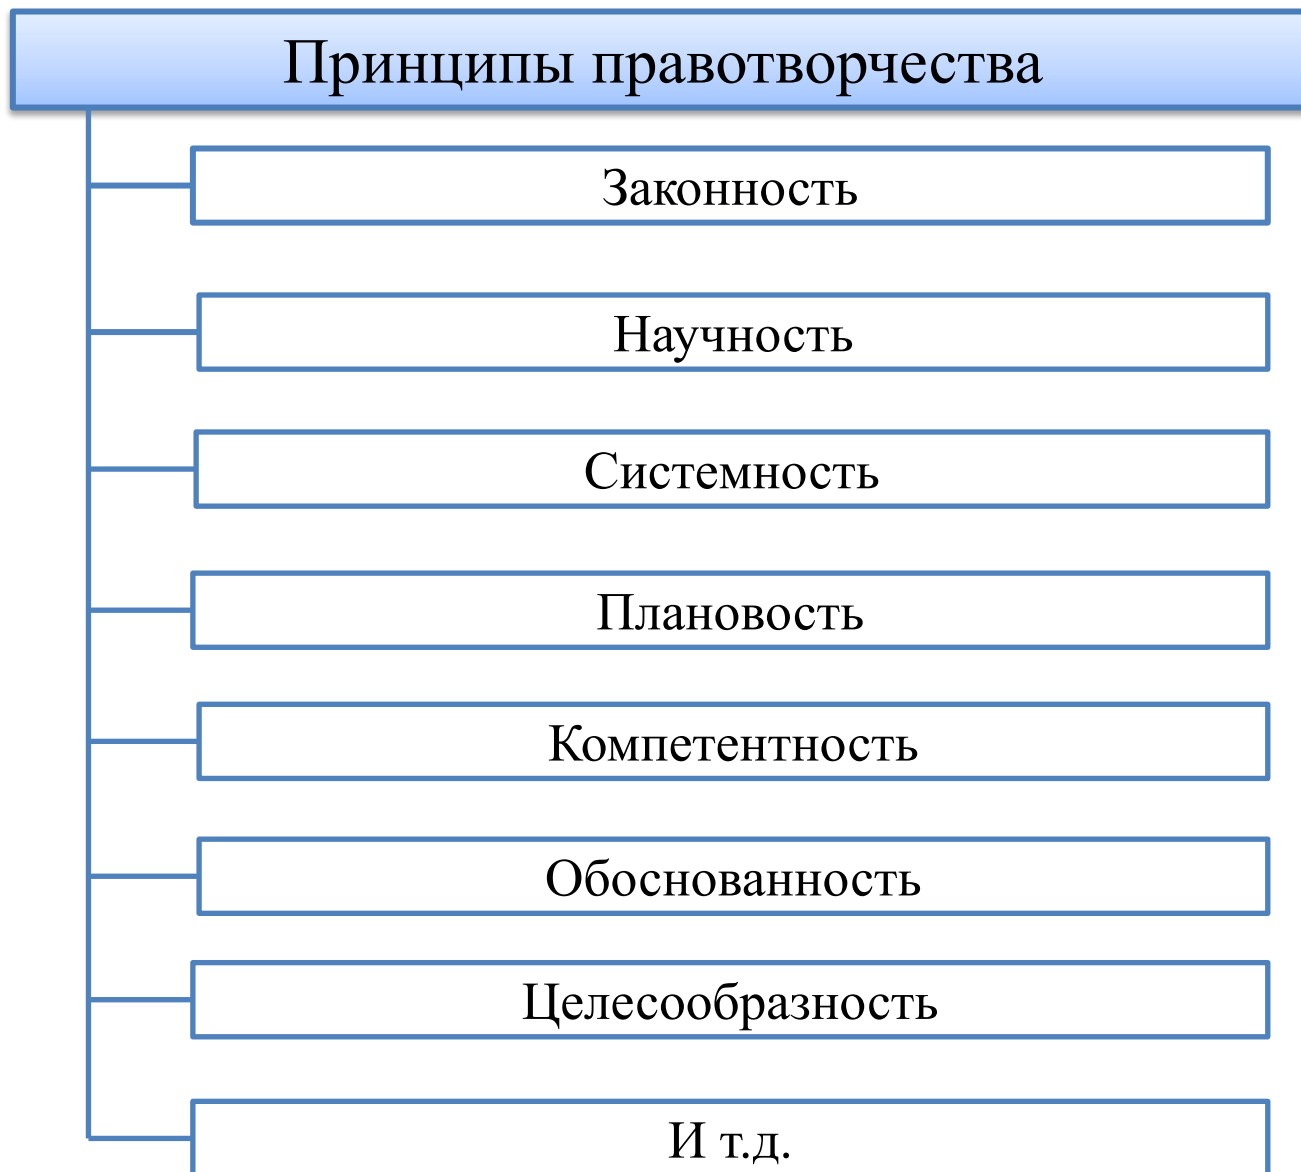 Принципы правотворчества
Законность
Научность
Системность
Плановость
Компетентность
Обоснованность
Целесообразность
И т.д.